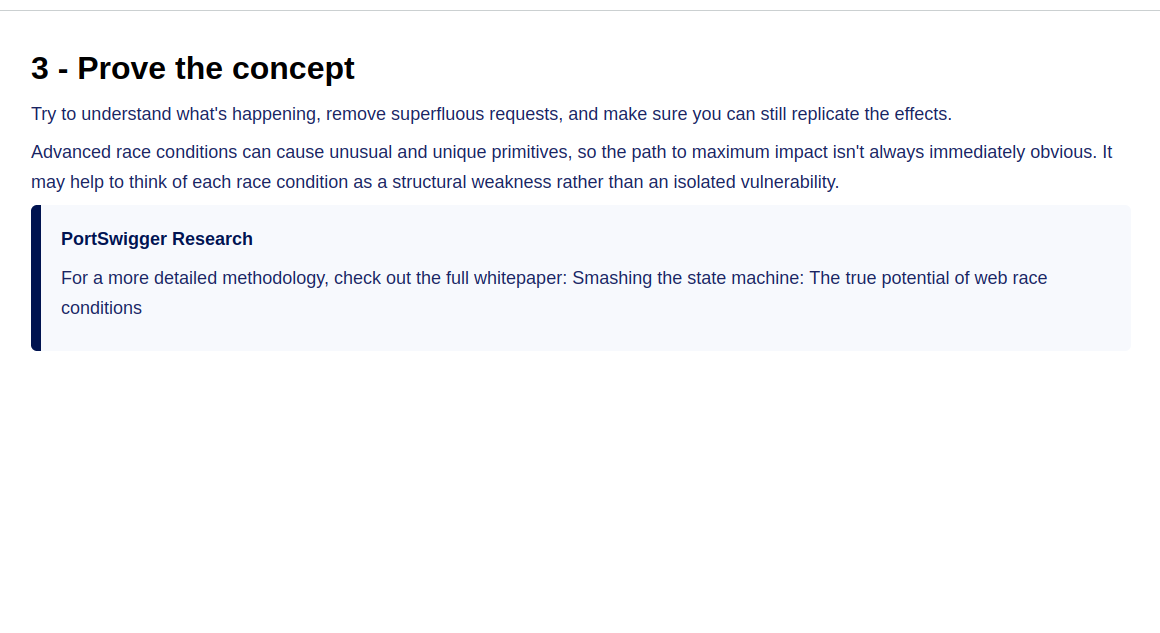 3 - Prove the concept
Try to understand what's happening, remove superfluous requests, and make sure you can still replicate the effects.
Advanced race conditions can cause unusual and unique primitives, so the path to maximum impact isn't always immediately obvious. It
may help to think of each race condition as a structural weakness rather than an isolated vulnerability.
PortSwigger Research
For a more detailed methodology, check out the full whitepaper: Smashing the state machine: The true potential of web race
conditions